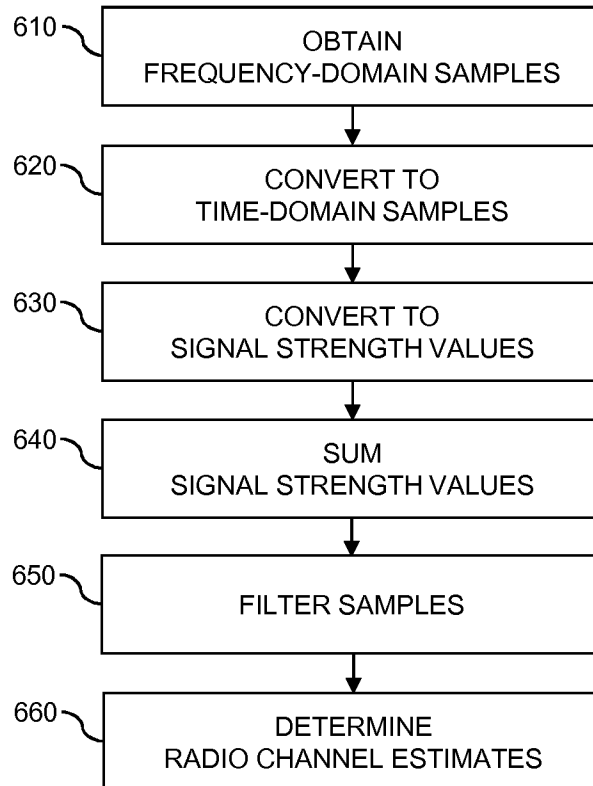 610
OBTAIN
FREQUENCY-DOMAIN SAMPLES
620
CONVERT TO
TIME-DOMAIN SAMPLES
630
CONVERT TO
SIGNAL STRENGTH VALUES
640
SUM
SIGNAL STRENGTH VALUES
650
FILTER SAMPLES
660
DETERMINE
RADIO CHANNEL ESTIMATES